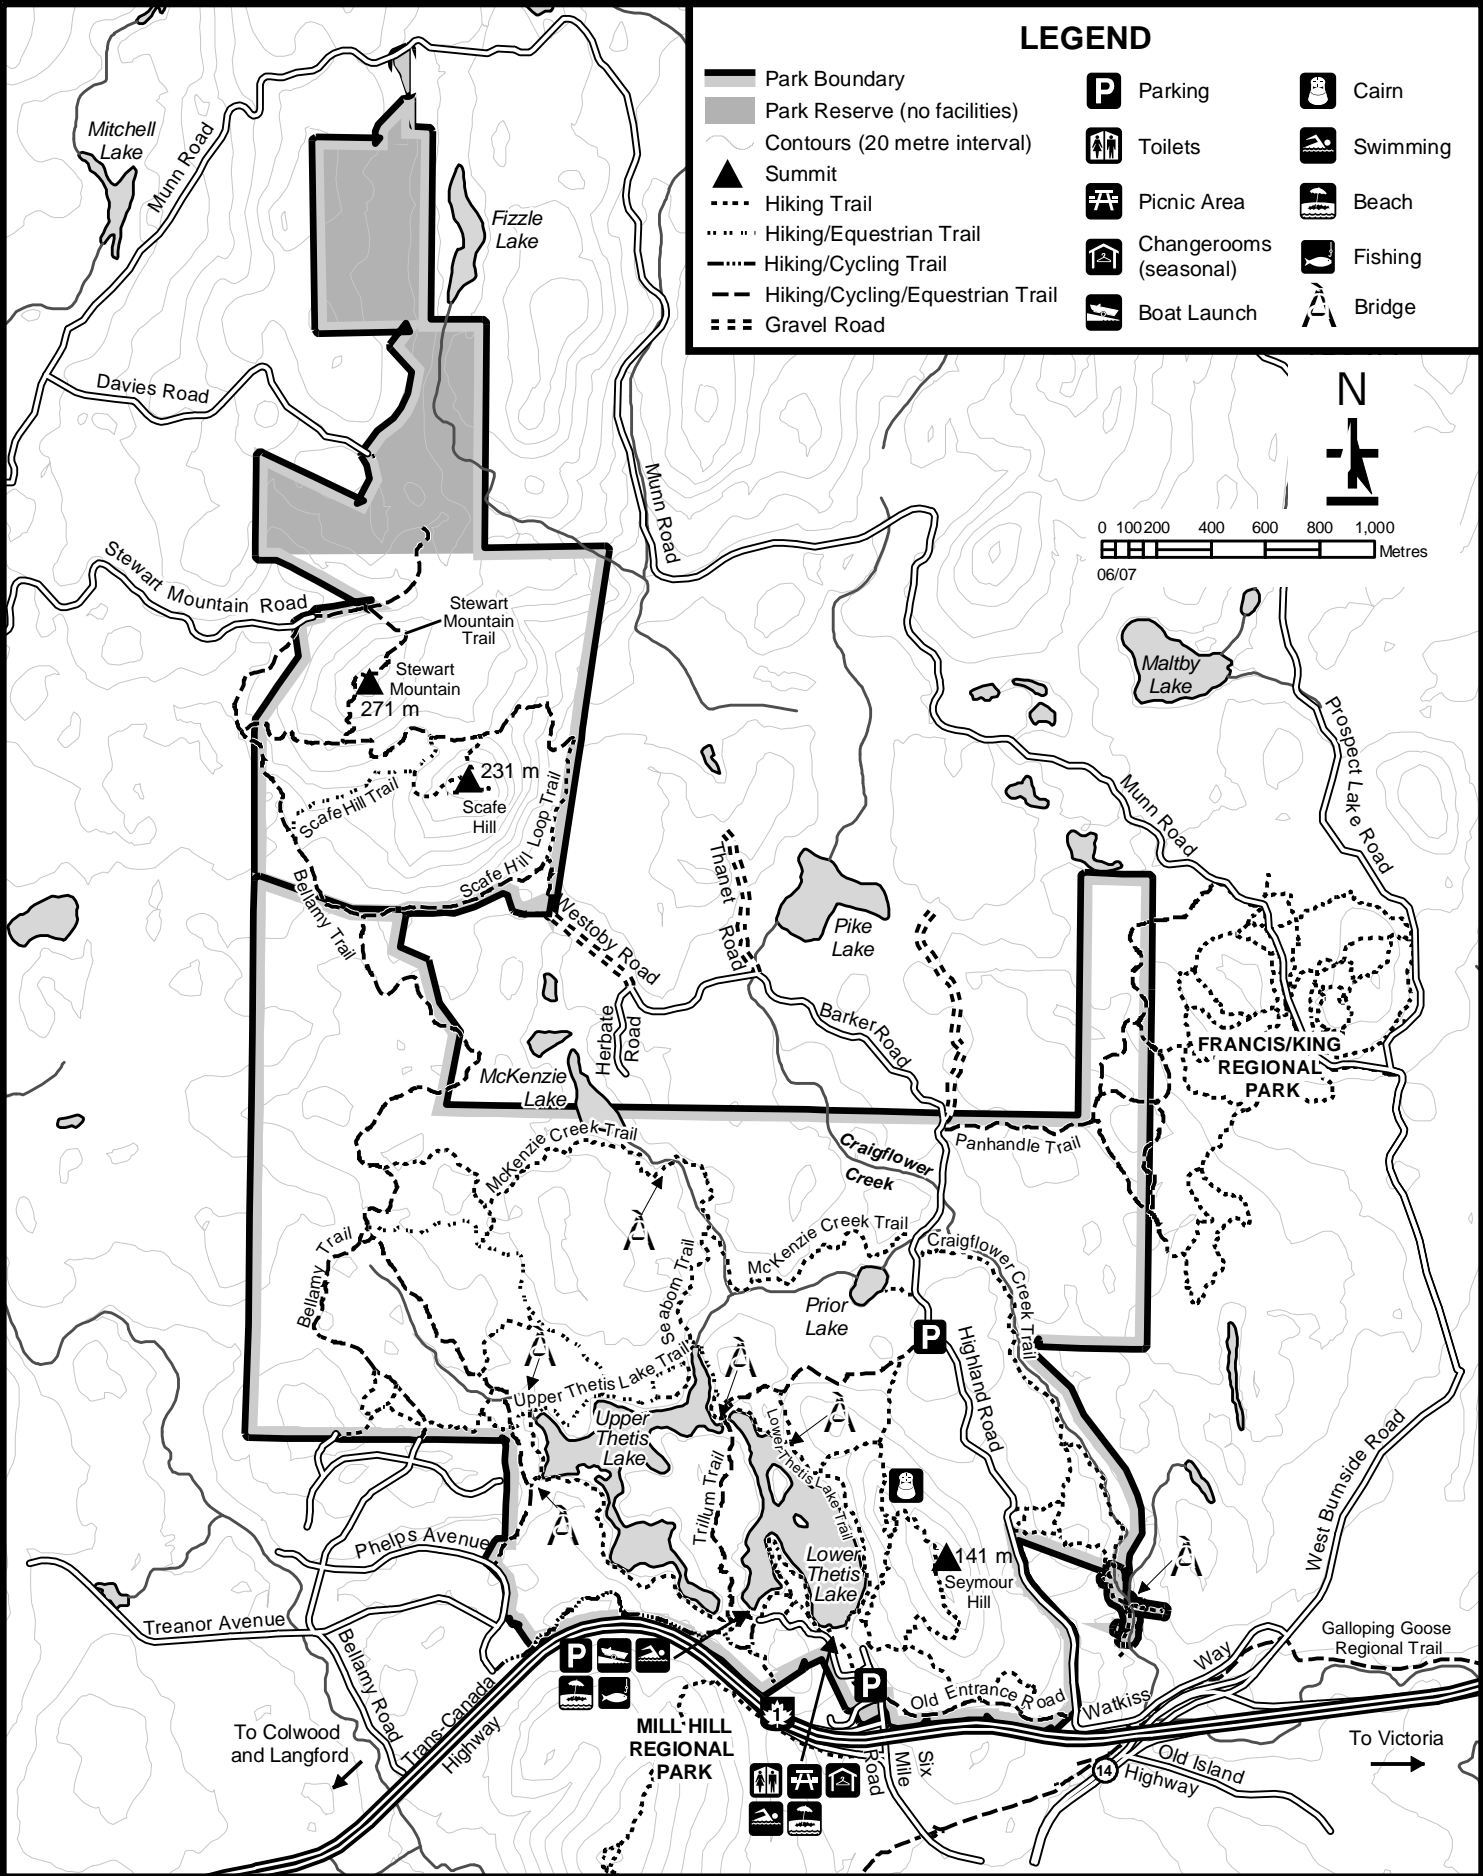 LEGEND
Park Boundary
Park Reserve (no facilities)
Contours (20 metre interval)
Summit
Hiking Trail
Hiking/Equestrian Trail
Hiking/Cycling Trail
Hiking/Cycling/Equestrian Trail
Gravel Road
P
Parking
Toilets
Picnic Area
Changerooms
(seasonal)
Boat Launch
Cairn
Swimming
Beach
Fishing
Bridge
N
0 100 200 400 600 800 1,000
Metres
06/07
Mitchell
Lake
Munn Road
Fizzle
Lake
Davies Road
Munn Road
Stewart Mountain Road
Stewart
Mountain
Trail
Stewart
Mountain
271 m
Maltby
Lake
Prospect Lake Road
231 m
Scafe
Hill
Scafe Hill Trail
Scafe Hill Loop Trail
Munn Road
Bellamy Trail
Westoby Road
Thanet Road
Pike
Lake
Barker Road
Herbate
Road
FRANCIS/KING
REGIONAL
PARK
McKenzie
Lake
McKenzie Creek Trail
Craigflower
Creek
Panhandle Trail
McKenzie Creek Trail
Craigflower Creek Trail
Bellamy Trail
Seaborn Trail
Prior
Lake
P
Highland Road
Upper Thetis Lake Trail
Upper
Thetis
Lake
Lower Thetis Lake Trail
Trillum Trail
Lower
Thetis
Lake
141 m
Seymour
Hill
West Burnside Road
Phelps Avenue
Treanor Avenue
Bellamy Road
P
P
Old Entrance Road
Watkiss Way
Galloping Goose
Regional Trail
Trans-Canada
Highway
1
MILL HILL
REGIONAL
PARK
To Colwood
and Langford
Six
Mile
Road
14
Old Island
Highway
To Victoria